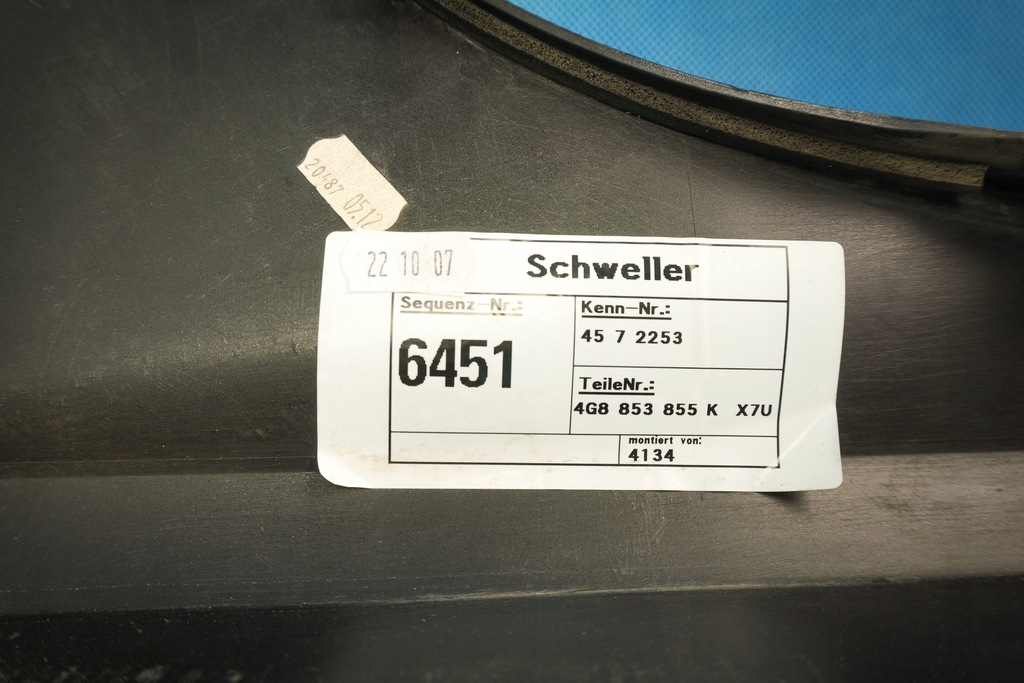 20487 05.12
22 10 07
Schweller
Sequenz-Nr.:
6451
Kenn-Nr.:
45 7 2253
TeileNr.:
4G8 853 855 K X7U
montiert von:
4134